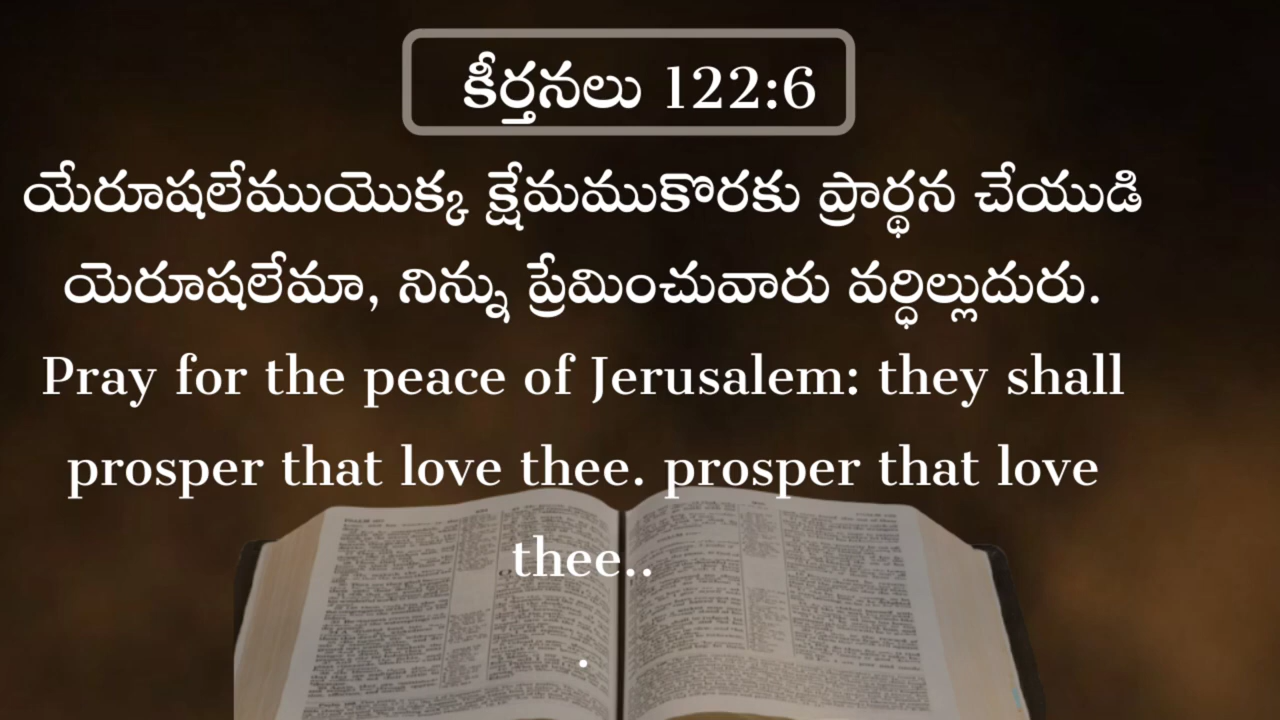 కీర్తనలు 122:6
యేరూషలేముయొక్క క్షేమముకొరకు ప్రార్థన చేయుడి
యెరూషలేమా, నిన్ను ప్రేమించువారు వర్ధిల్లుదురు.
Pray for the peace of Jerusalem: they shall
prosper that love thee. prosper that love
thee..
.